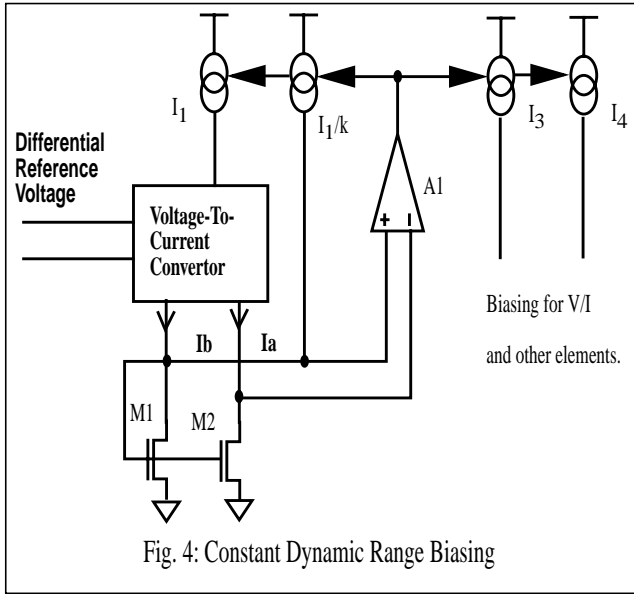 I1
I1/k
I3
I4
Differential
Reference
Voltage
A1
Voltage-To-
Current
Convertor
+ −
Biasing for V/I
and other elements.
Ib Ia
M1
M2
Fig. 4: Constant Dynamic Range Biasing